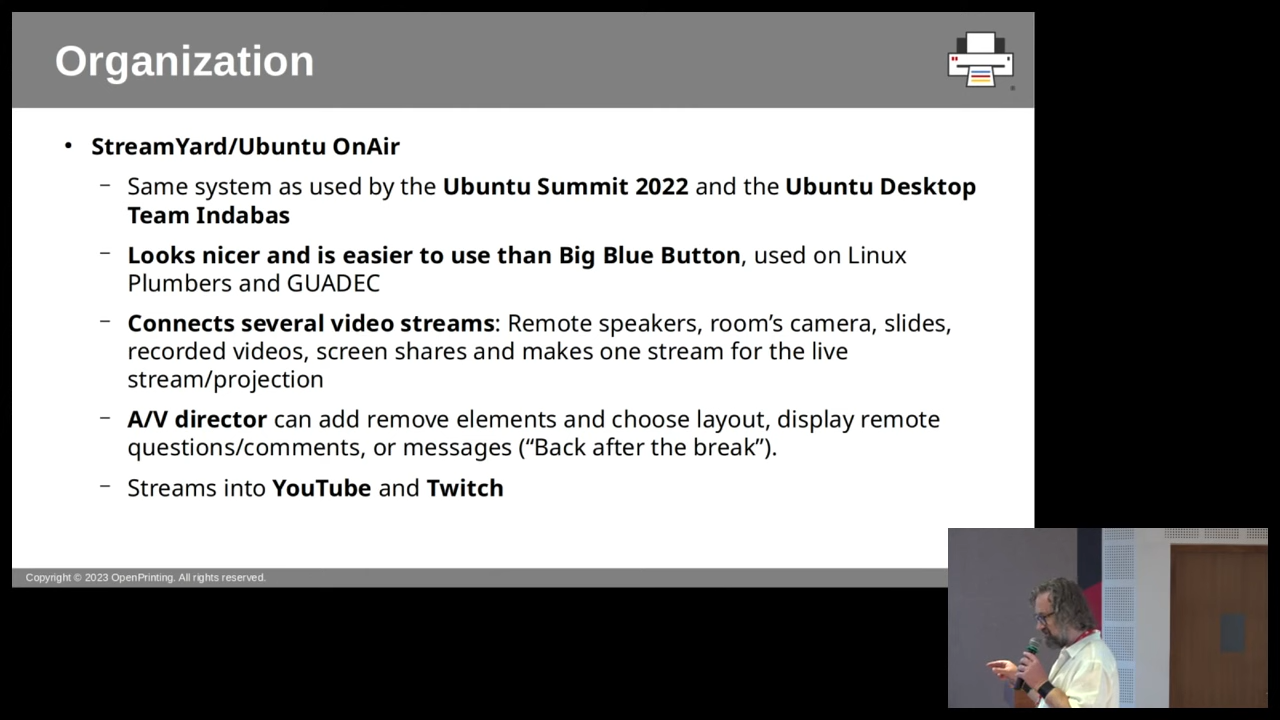 Organization
• StreamYard/Ubuntu OnAir
– Same system as used by the Ubuntu Summit 2022 and the Ubuntu Desktop
Team Indabas
– Looks nicer and is easier to use than Big Blue Button, used on Linux
Plumbers and GUADEC
– Connects several video streams: Remote speakers, room’s camera, slides,
recorded videos, screen shares and makes one stream for the live
stream/projection
– A/V director can add remove elements and choose layout, display remote
questions/comments, or messages (“Back after the break”).
– Streams into YouTube and Twitch
Copyright © 2023 OpenPrinting. All rights reserved.